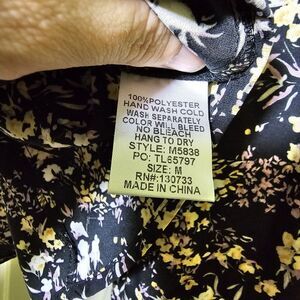 100%POLYESTER
HAND WASH COLD
WASH SEPARATELY
COLOR WILL BLEED
NO BLEACH
HANG TO DRY
STYLE: M5838
PO: TL65797
SIZE: M
RN#: 130733
MADE IN CHINA